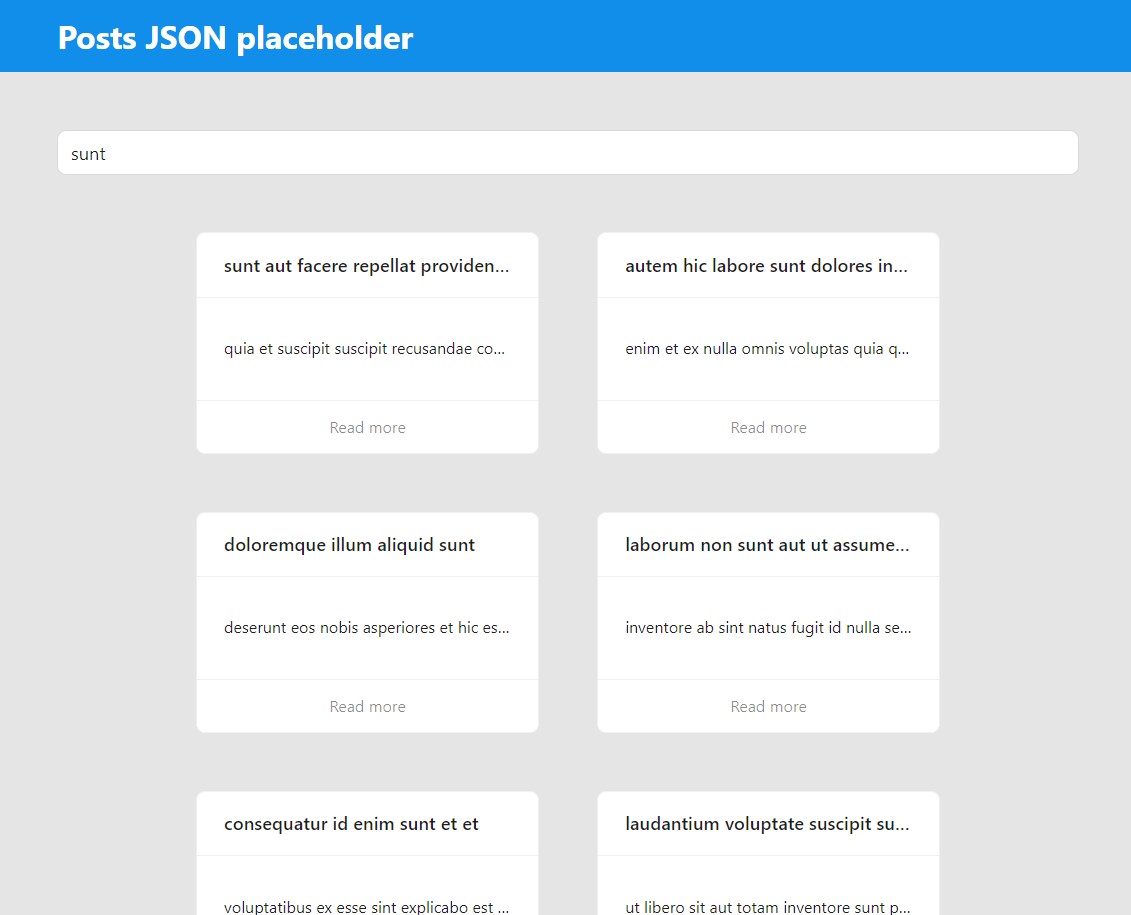 Posts JSON placeholder
sunt
sunt aut facere repellat providen...
quia et suscipit suscipit recusandae co...
Read more
autem hic labore sunt dolores in...
enim et ex nulla omnis voluptas quia q...
Read more
doloremque illum aliquid sunt
deserunt eos nobis asperiores et hic es...
Read more
laborum non sunt aut ut assume...
inventore ab sint natus fugit id nulla se...
Read more
consequatur id enim sunt et et
voluptatibus ex esse sint explicabo est ...
laudantium voluptate suscipit su...
ut libero sit aut totam inventore sunt p...